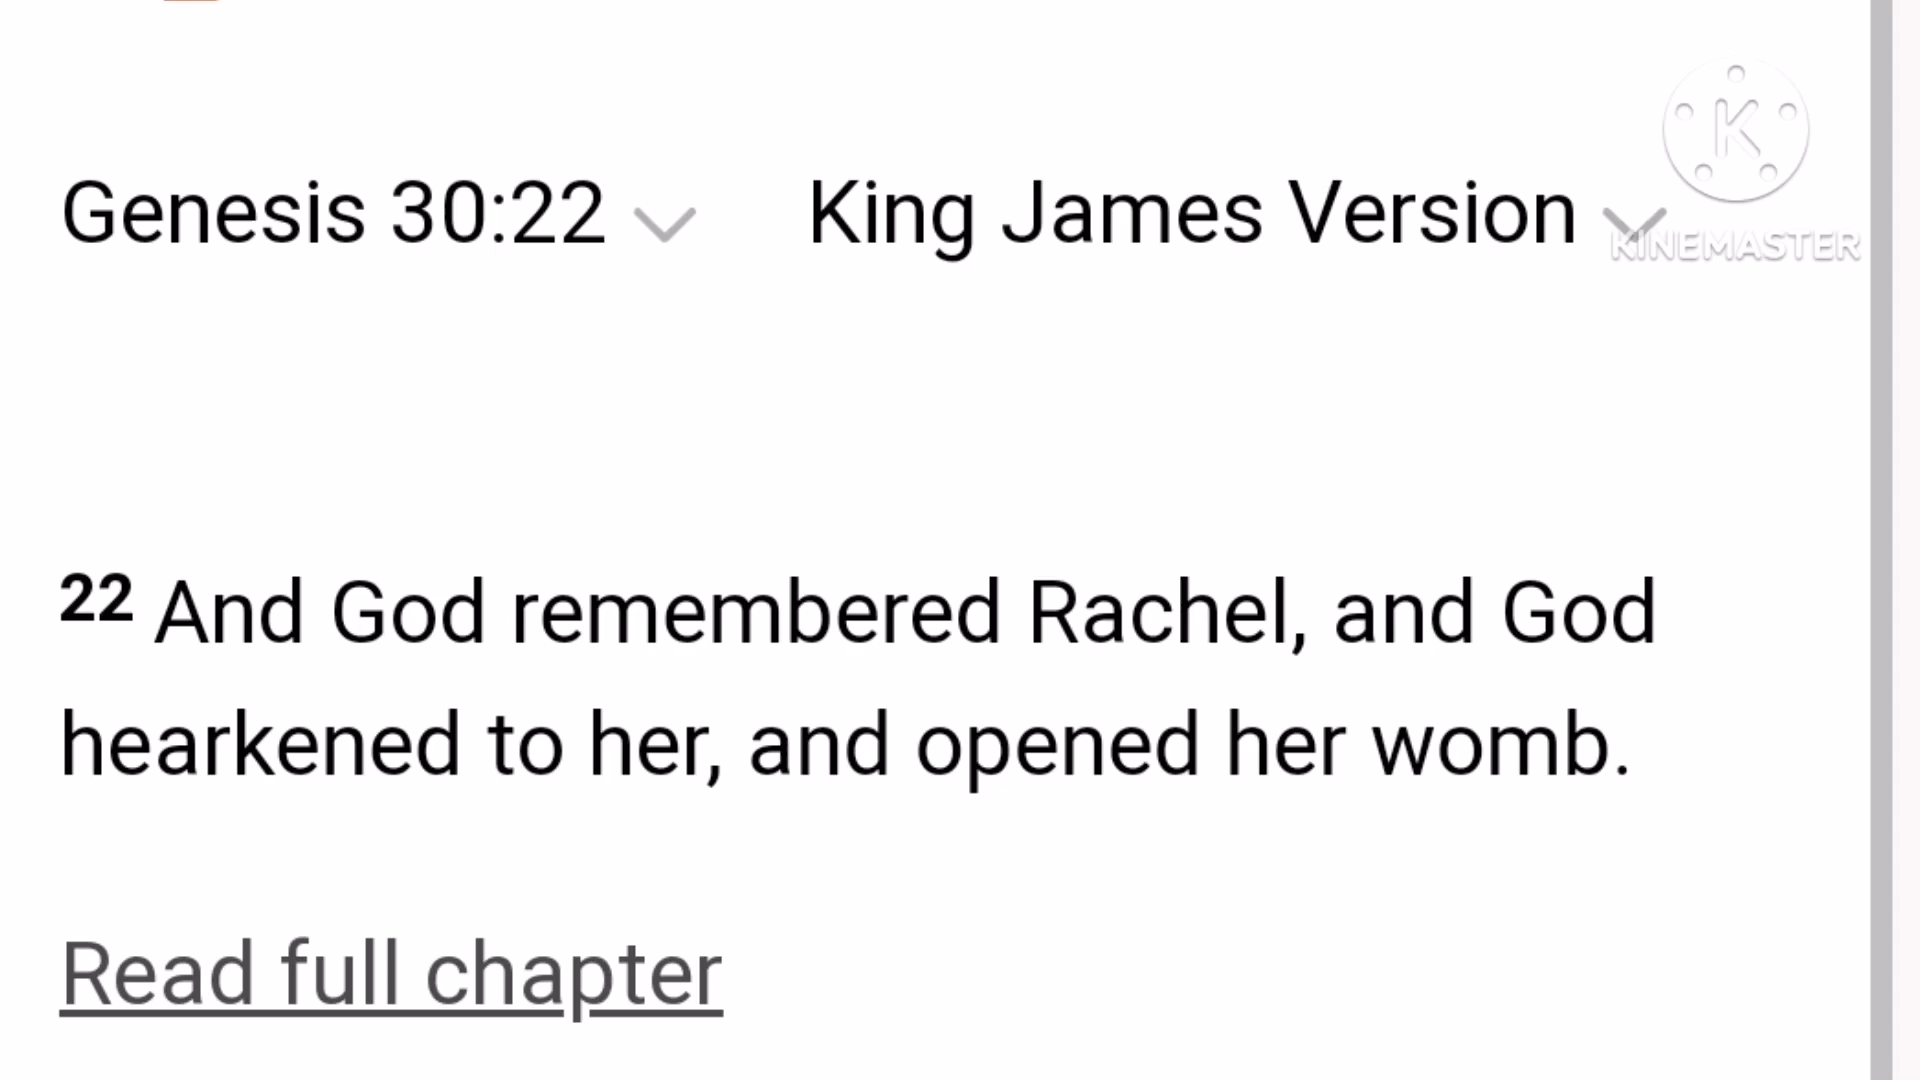 Genesis 30:22 King James Version
K
KINEMASTER
22 And God remembered Rachel, and God
hearkened to her, and opened her womb.
Read full chapter